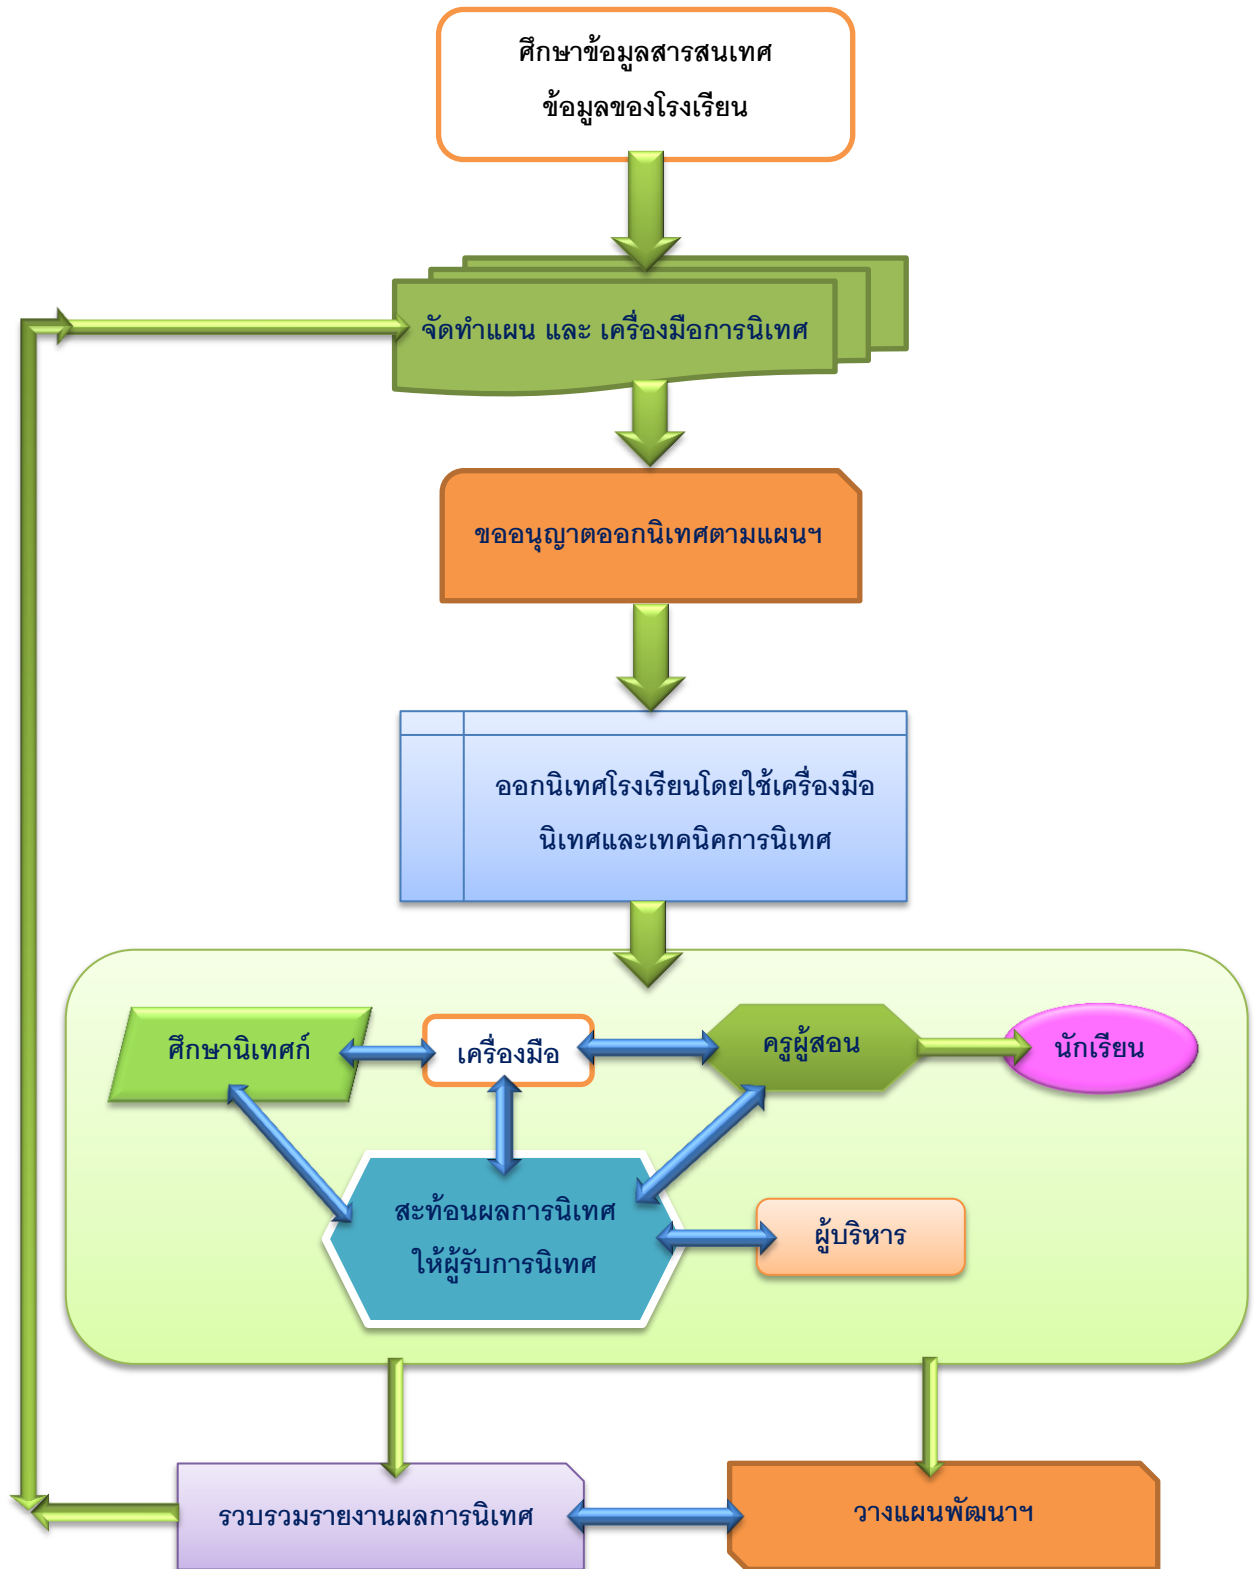 ศึกษาข้อมูลสารสนเทศ
ข้อมูลของโรงเรียน
จัดทำแผน และ เครื่องมือการนิเทศ
ขออนุญาตออกนิเทศตามแผนฯ
ออกนิเทศโรงเรียนโดยใช้เครื่องมือ
นิเทศและเทคนิคการนิเทศ
ศึกษานิเทศก์
เครื่องมือ
ครูผู้สอน
นักเรียน
สะท้อนผลการนิเทศ
ให้ผู้รับการนิเทศ
ผู้บริหาร
รวบรวมรายงานผลการนิเทศ
วางแผนพัฒนาฯ